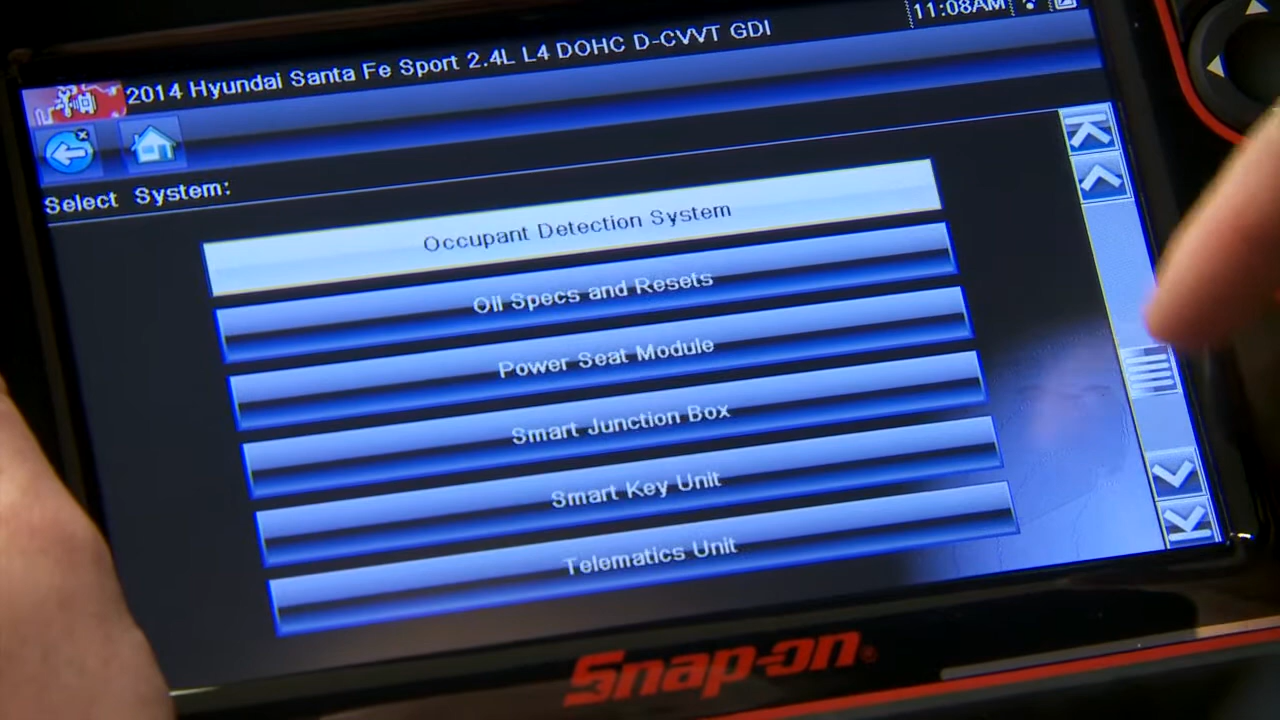 11:08AM
2014 Hyundai Santa Fe Sport 2.4L L4 DOHC D-CVVT GDI
Select System:
Occupant Detection System
Oil Specs and Resets
Power Seat Module
Smart Junction Box
Smart Key Unit
Telematics Unit
Snap-on®